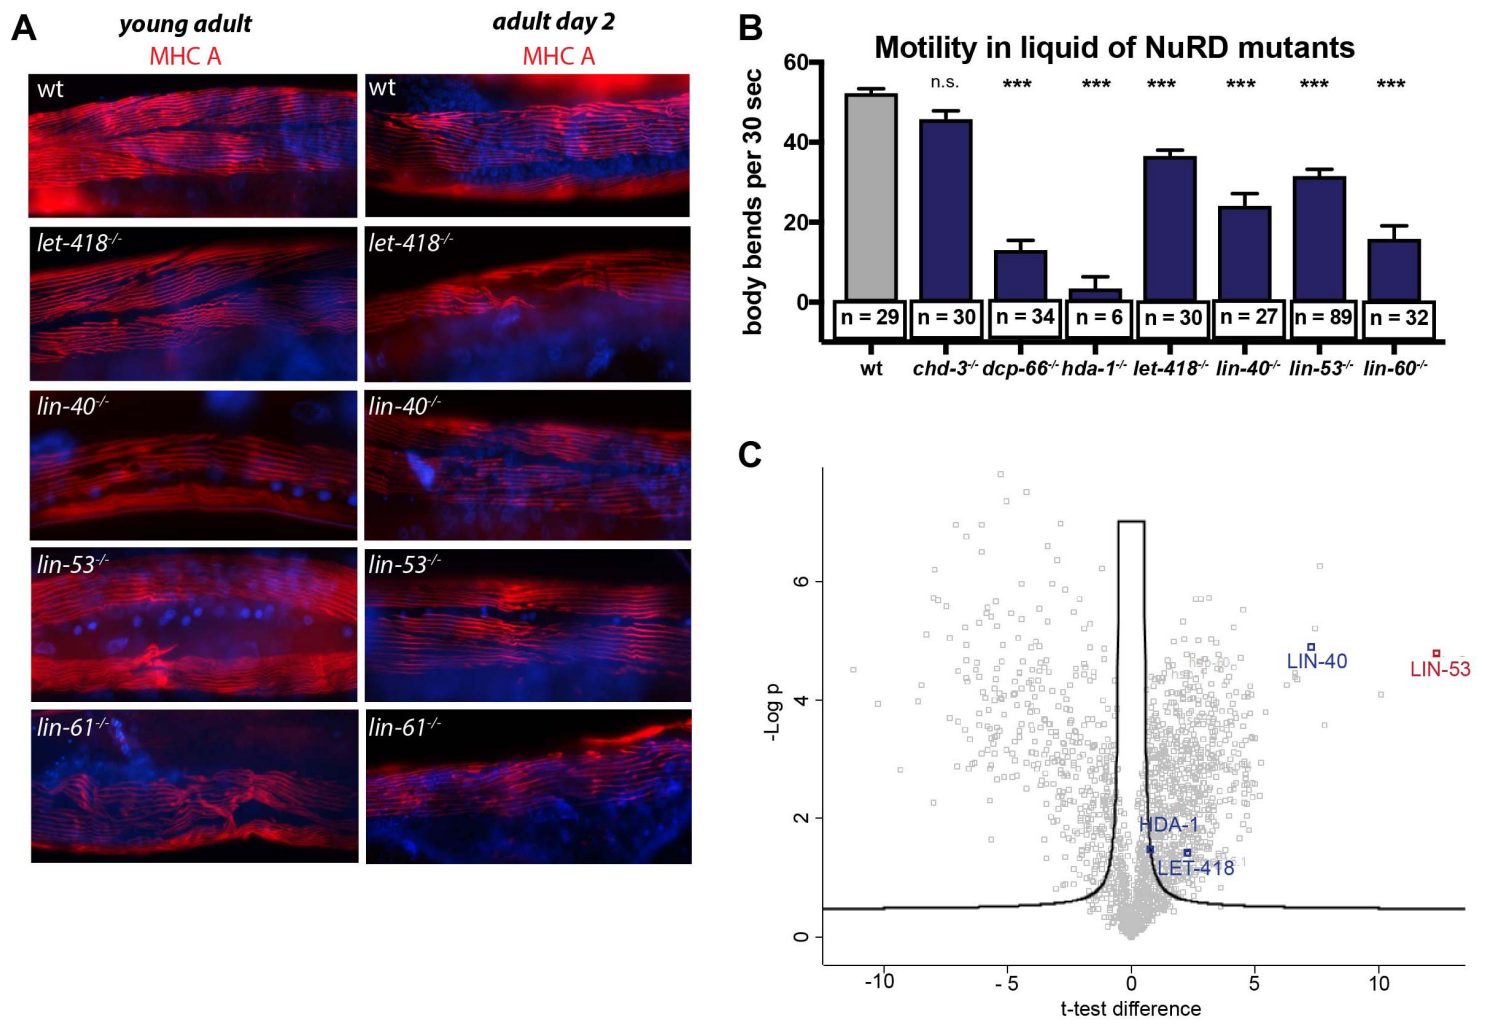 A
young adult
adult day 2
MHC A
MHC A
wt
wt
let-418-/-
let-418-/-
lin-40-/-
lin-40-/-
lin-53-/-
lin-53-/-
lin-61-/-
lin-61-/-
B
Motility in liquid of NuRD mutants
body bends per 30 sec
60
40
20
0
n.s.
***
***
***
***
***
***
n = 29
n = 30
n = 34
n = 6
n = 30
n = 27
n = 89
n = 32
wt
chd-3-/-
dcp-66-/-
hda-1-/-
let-418-/-
lin-40-/-
lin-53-/-
lin-60-/-
C
-Log p
6
4
2
0
LIN-40
LIN-53
HDA-1
LET-418
-10
- 5
0
5
10
t-test difference